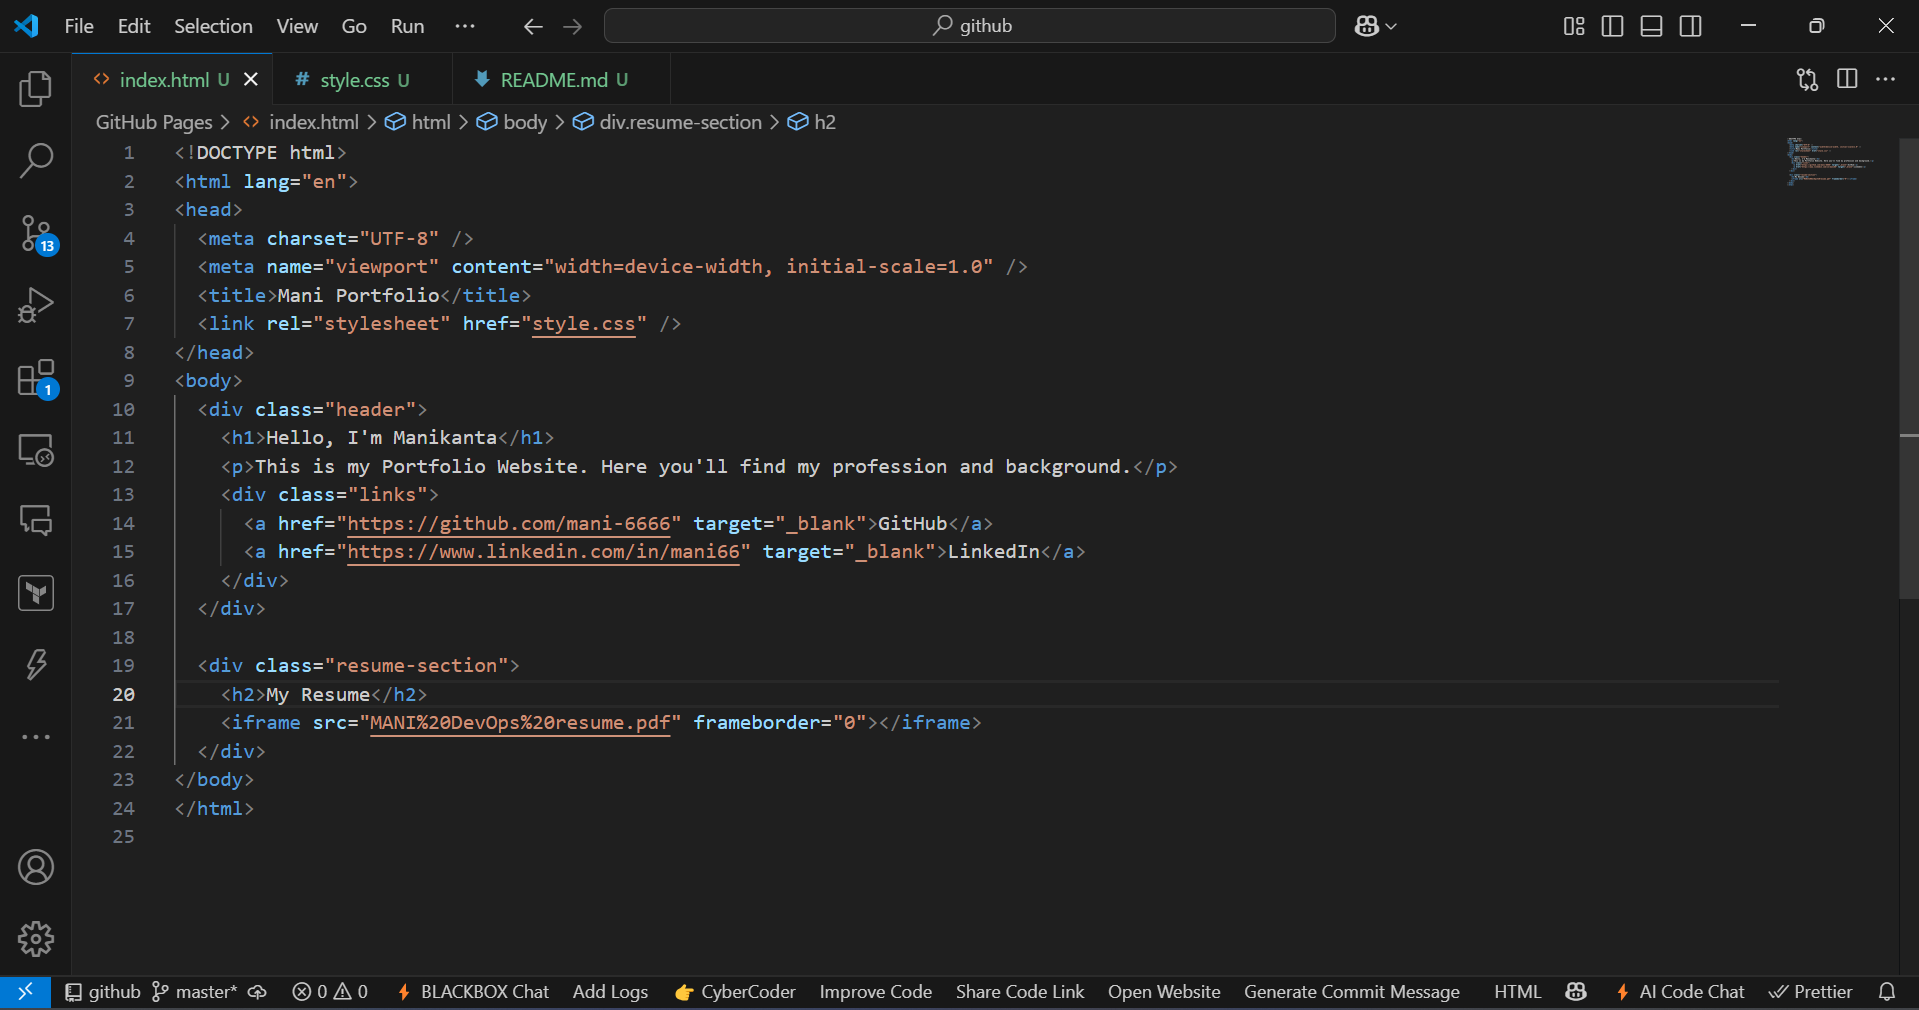 File Edit Selection View Go Run ··· github
index.html U style.css U README.md U
GitHub Pages > index.html > html > body > div.resume-section > h2
1 <!DOCTYPE html>
2 <html lang="en">
3 <head>
4 <meta charset="UTF-8" />
5 <meta name="viewport" content="width=device-width, initial-scale=1.0" />
6 <title>Mani Portfolio</title>
7 <link rel="stylesheet" href="style.css" />
8 </head>
9 <body>
10 <div class="header">
11 <h1>Hello, I'm Manikanta</h1>
12 <p>This is my Portfolio Website. Here you'll find my profession and background.</p>
13 <div class="links">
14 <a href="https://github.com/mani-6666" target="_blank">GitHub</a>
15 <a href="https://www.linkedin.com/in/mani66" target="_blank">LinkedIn</a>
16 </div>
17 </div>
18
19 <div class="resume-section">
20 <h2>My Resume</h2>
21 <iframe src="MANI%20DevOps%20resume.pdf" frameborder="0"></iframe>
22 </div>
23 </body>
24 </html>
25
13
1
github master* 0 0 BLACKBOX Chat Add Logs CyberCoder Improve Code Share Code Link Open Website Generate Commit Message HTML AI Code Chat Prettier